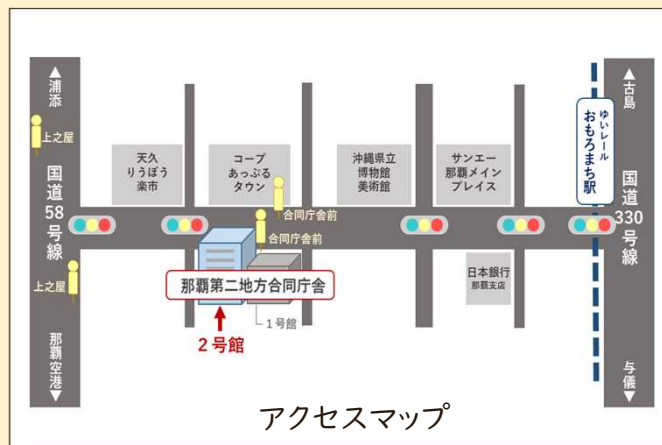 ▲浦添
上之屋
国道58号線
上之屋
那覇空港▼
天久
りうぼう
楽市
コープ
あっぷる
タウン
合同庁舎前
合同庁舎前
沖縄県立
博物館
美術館
サンエー
那覇メイン
プレイス
ゆいレール
おもろまち駅
▲古島
国道330号線
与儀▼
那覇第二地方合同庁舎
1号館
2号館
日本銀行
那覇支店
アクセスマップ